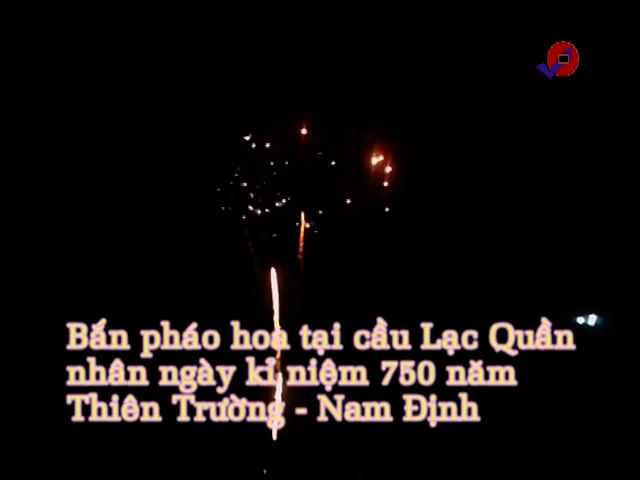 Bắn pháo hoa tại cầu Lạc Quần
nhân ngày kỉ niệm 750 năm
Thiên Trường - Nam Định